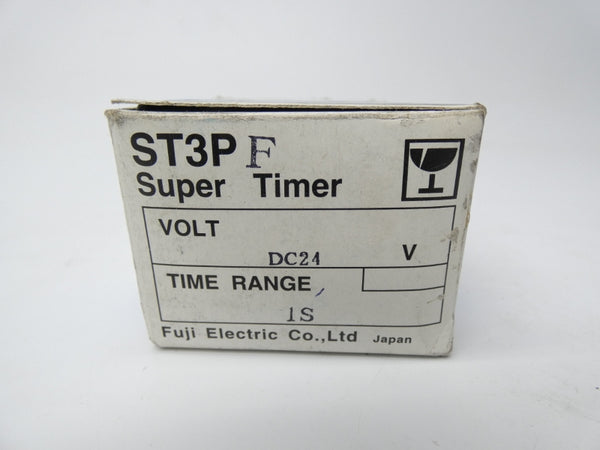 ST3P F
Super Timer
VOLT
DC24 V
TIME RANGE
1S
Fuji Electric Co.,Ltd Japan